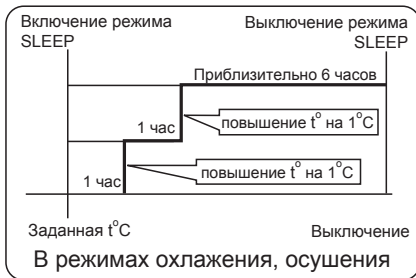 Включение режима SLEEP
Выключение режима SLEEP
Приблизительно 6 часов
1 час
повышение t° на 1°C
1 час
повышение t° на 1°C
Заданная t°C
Выключение
В режимах охлажения, осушения